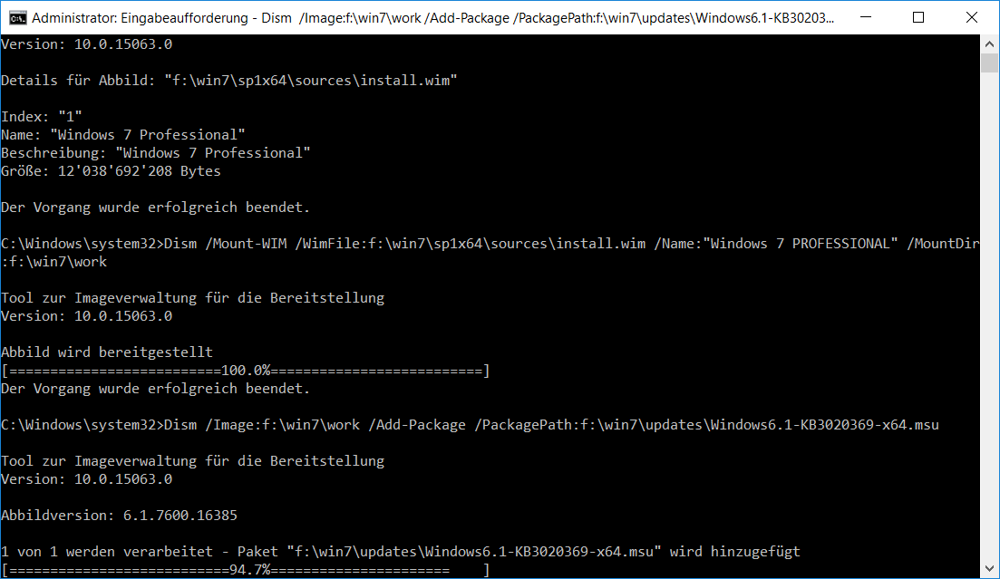 Administrator: Eingabeaufforderung - Dism  /Image:f:\win7\work /Add-Package /PackagePath:f:\win7\updates\Windows6.1-KB30203...
Version: 10.0.15063.0
Details für Abbild: "f:\win7\sp1x64\sources\install.wim"
Index: "1"
Name: "Windows 7 Professional"
Beschreibung: "Windows 7 Professional"
Größe: 12'038'692'208 Bytes
Der Vorgang wurde erfolgreich beendet.
C:\Windows\system32>Dism /Mount-WIM /WimFile:f:\win7\sp1x64\sources\install.wim /Name:"Windows 7 PROFESSIONAL" /MountDir
:f:\win7\work
Tool zur Imageverwaltung für die Bereitstellung
Version: 10.0.15063.0
Abbild wird bereitgestellt
[==========================100.0%==========================]
Der Vorgang wurde erfolgreich beendet.
C:\Windows\system32>Dism /Image:f:\win7\work /Add-Package /PackagePath:f:\win7\updates\Windows6.1-KB3020369-x64.msu
Tool zur Imageverwaltung für die Bereitstellung
Version: 10.0.15063.0
Abbildversion: 6.1.7600.16385
1 von 1 werden verarbeitet - Paket "f:\win7\updates\Windows6.1-KB3020369-x64.msu" wird hinzugefügt
[===========================94.7%======================    ]